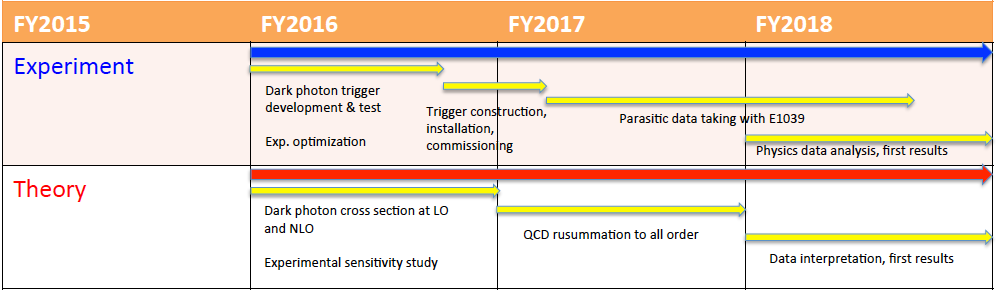 FY2015 FY2016 FY2017 FY2018
Experiment
Dark photon trigger
development & test
Exp. optimization
Trigger construction,
installation,
commissioning
Parasitic data taking with E1039
Physics data analysis, first results
Theory
Dark photon cross section at LO
and NLO
Experimental sensitivity study
QCD rusummation to all order
Data interpretation, first results